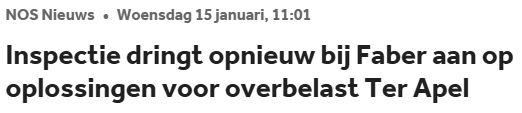 NOS Nieuws • Woensdag 15 januari, 11:01
Inspectie dringt opnieuw bij Faber aan op
oplossingen voor overbelast Ter Apel